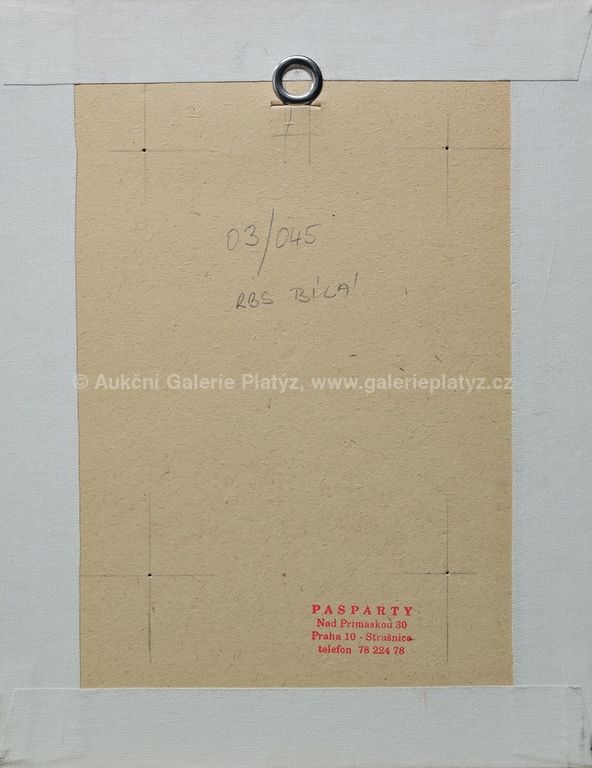 03/045
RBS BÍLÁ
© Aukční Galerie Platýz, www.galerieplatyz.cz
PASPARTY
Nad Primaskou 30
Praha 10 - Strašnice
telefon 78 224 78